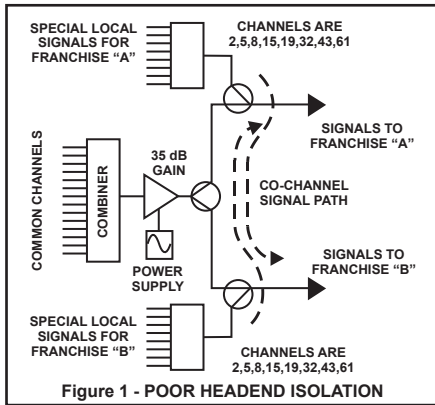 SPECIAL LOCAL
SIGNALS FOR
FRANCHISE “A”
CHANNELS ARE
2,5,8,15,19,32,43,61
SIGNALS TO
FRANCHISE “A”
35 dB
GAIN
COMMON CHANNELS
COMBINER
CO-CHANNEL
SIGNAL PATH
POWER
SUPPLY
SIGNALS TO
FRANCHISE “B”
SPECIAL LOCAL
SIGNALS FOR
FRANCHISE “B”
CHANNELS ARE
2,5,8,15,19,32,43,61
Figure 1 - POOR HEADEND ISOLATION